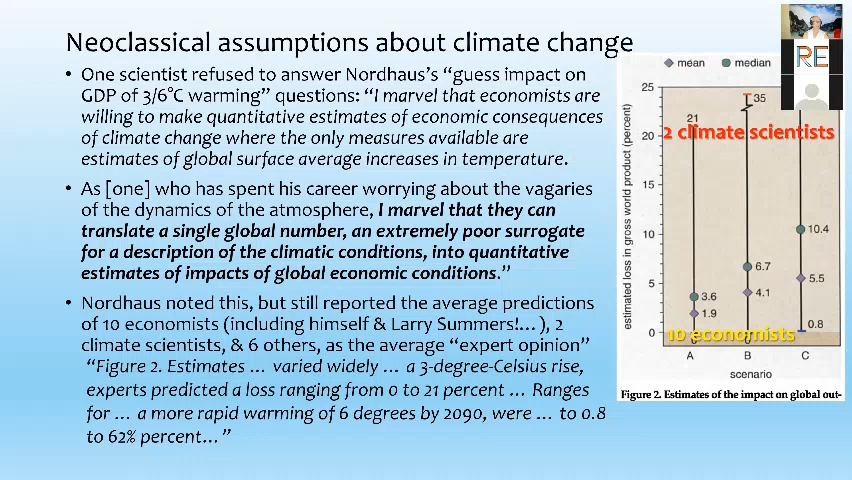 Neoclassical assumptions about climate change
• One scientist refused to answer Nordhaus's “guess impact on
GDP of 3/6°C warming” questions: “I marvel that economists are
willing to make quantitative estimates of economic consequences
of climate change where the only measures available are
estimates of global surface average increases in temperature.
• As [one] who has spent his career worrying about the vagaries
of the dynamics of the atmosphere, I marvel that they can
translate a single global number, an extremely poor surrogate
for a description of the climatic conditions, into quantitative
estimates of impacts of global economic conditions.”
• Nordhaus noted this, but still reported the average predictions
of 10 economists (including himself & Larry Summers!…), 2
climate scientists, & 6 others, as the average “expert opinion”
“Figure 2. Estimates … varied widely … a 3-degree-Celsius rise,
experts predicted a loss ranging from 0 to 21 percent … Ranges
for … a more rapid warming of 6 degrees by 2090, were … to 0.8
to 62% percent…”
RE
mean
median
estimated loss in gross world product (percent)
25
20
15
10
5
0
35
21
2 climate scientists
10.4
6.7
5.5
4.1
3.6
1.9
0.8
0
0
10 economists
A
B
C
scenario
Figure 2. Estimates of the impact on global out-